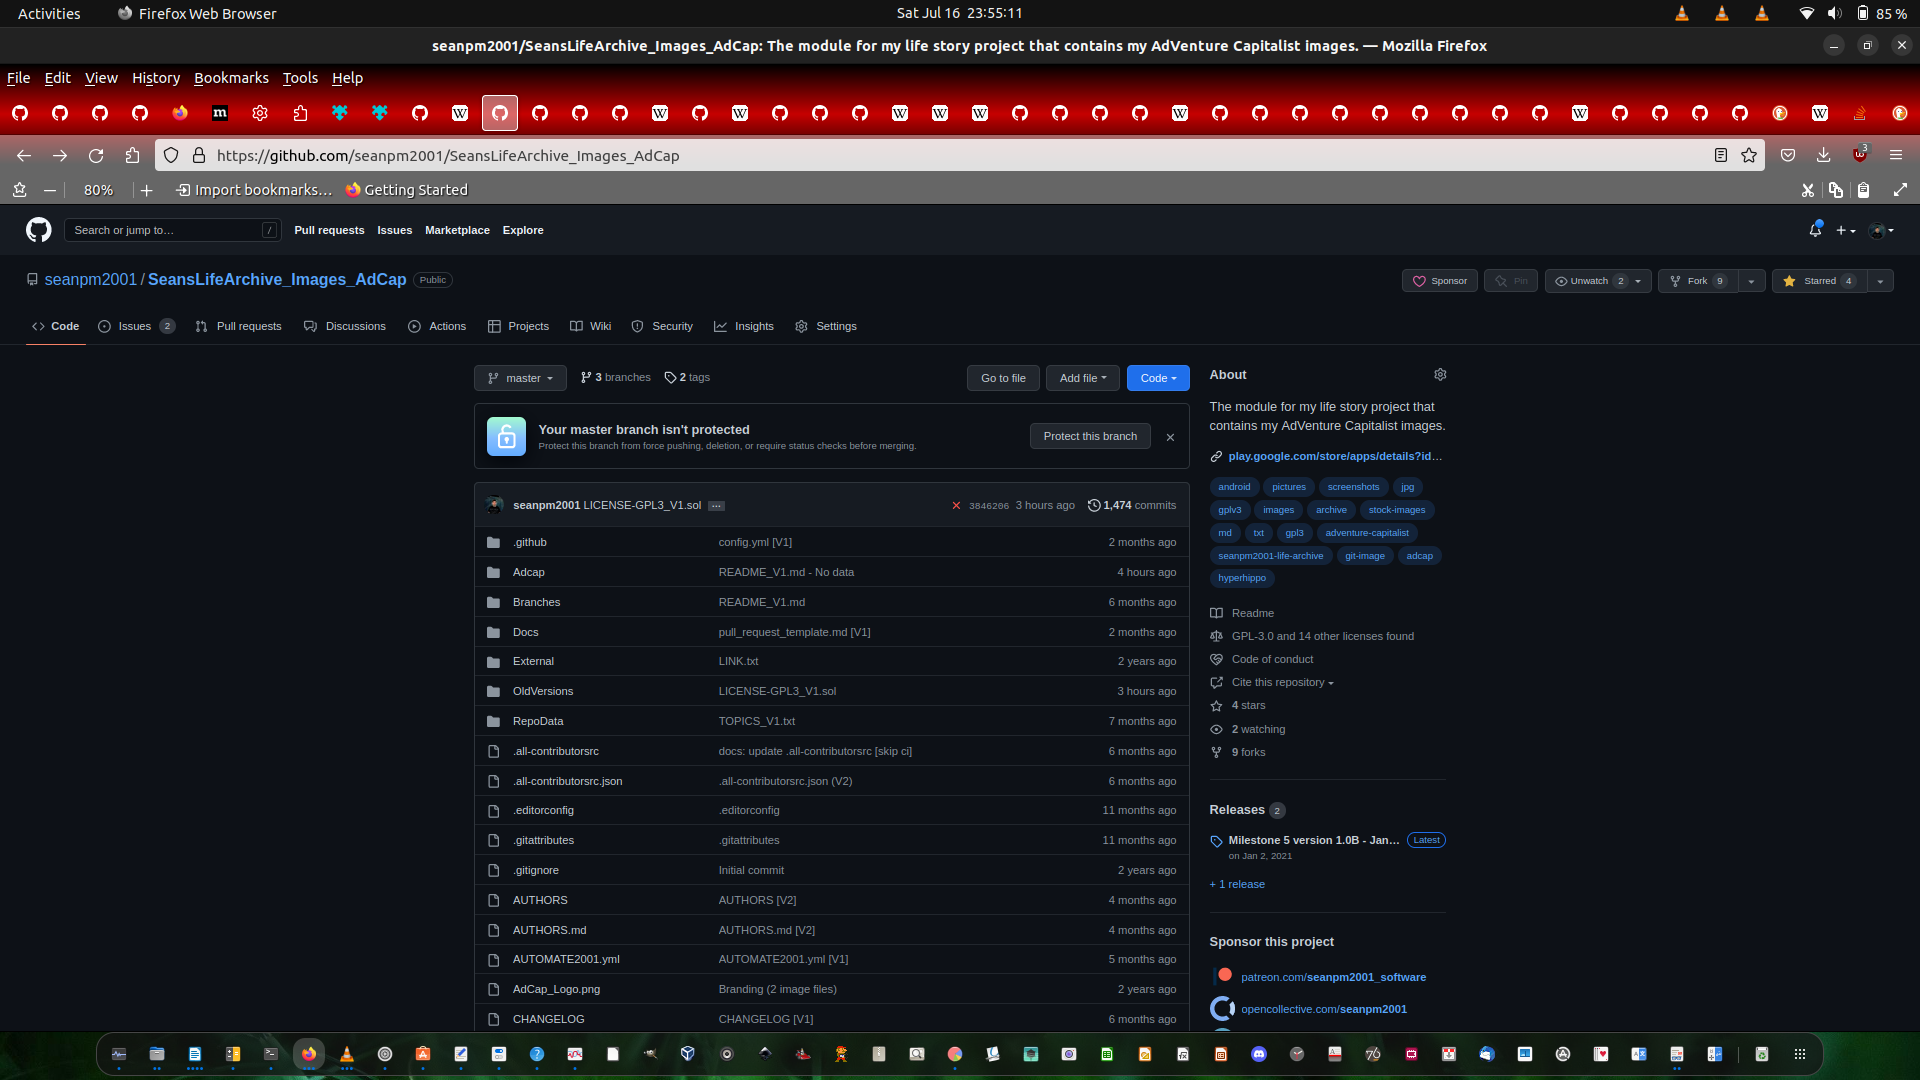 Activities Firefox Web Browser Sat Jul 16 23:55:11 85 %
seanpm2001/SeansLifeArchive_Images_AdCap: The module for my life story project that contains my AdVenture Capitalist images. — Mozilla Firefox
File Edit View History Bookmarks Tools Help
https://github.com/seanpm2001/SeansLifeArchive_Images_AdCap 3
80% Import bookmarks… Getting Started
Search or jump to… / Pull requests Issues Marketplace Explore
seanpm2001 / SeansLifeArchive_Images_AdCap Public Sponsor Pin Unwatch 2 Fork 9 Starred 4
Code Issues 2 Pull requests Discussions Actions Projects Wiki Security Insights Settings
master 3 branches 2 tags Go to file Add file Code
Your master branch isn't protected
Protect this branch from force pushing, deletion, or require status checks before merging.
Protect this branch
seanpm2001 LICENSE-GPL3_V1.sol … 3846206 3 hours ago 1,474 commits
.github config.yml [V1] 2 months ago
Adcap README_V1.md - No data 4 hours ago
Branches README_V1.md 6 months ago
Docs pull_request_template.md [V1] 2 months ago
External LINK.txt 2 years ago
OldVersions LICENSE-GPL3_V1.sol 3 hours ago
RepoData TOPICS_V1.txt 7 months ago
.all-contributorsrc docs: update .all-contributorsrc [skip ci] 6 months ago
.all-contributorsrc.json .all-contributorsrc.json (V2) 6 months ago
.editorconfig .editorconfig 11 months ago
.gitattributes .gitattributes 11 months ago
.gitignore Initial commit 2 years ago
AUTHORS AUTHORS [V2] 4 months ago
AUTHORS.md AUTHORS.md [V2] 4 months ago
AUTOMATE2001.yml AUTOMATE2001.yml [V1] 5 months ago
AdCap_Logo.png Branding (2 image files) 2 years ago
CHANGELOG CHANGELOG [V1] 6 months ago
About
The module for my life story project that
contains my AdVenture Capitalist images.
play.google.com/store/apps/details?id…
android pictures screenshots jpg
gplv3 images archive stock-images
md txt gpl3 adventure-capitalist
seanpm2001-life-archive git-image adcap
hyperhippo
Readme
GPL-3.0 and 14 other licenses found
Code of conduct
Cite this repository
4 stars
2 watching
9 forks
Releases 2
Milestone 5 version 1.0B - Jan… Latest
on Jan 2, 2021
+ 1 release
Sponsor this project
patreon.com/seanpm2001_software
opencollective.com/seanpm2001